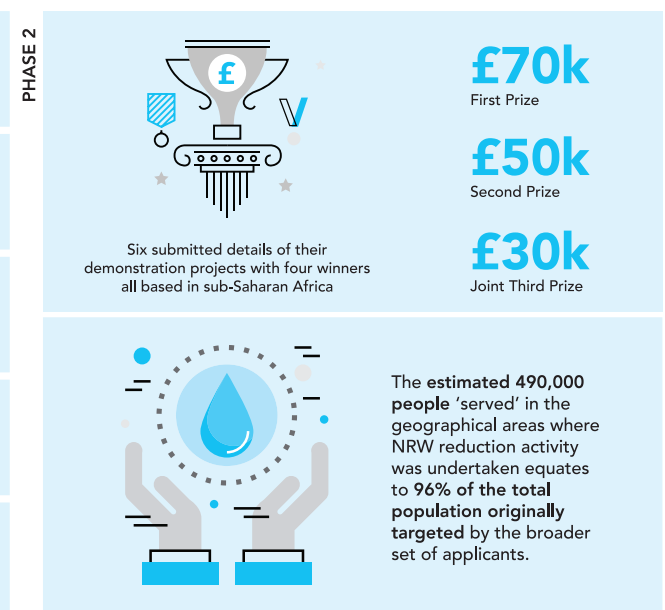 PHASE 2
£
£70k
First Prize
£50k
Second Prize
£30k
Joint Third Prize
Six submitted details of their
demonstration projects with four winners
all based in sub-Saharan Africa
The estimated 490,000
people ‘served’ in the
geographical areas where
NRW reduction activity
was undertaken equates
to 96% of the total
population originally
targeted by the broader
set of applicants.